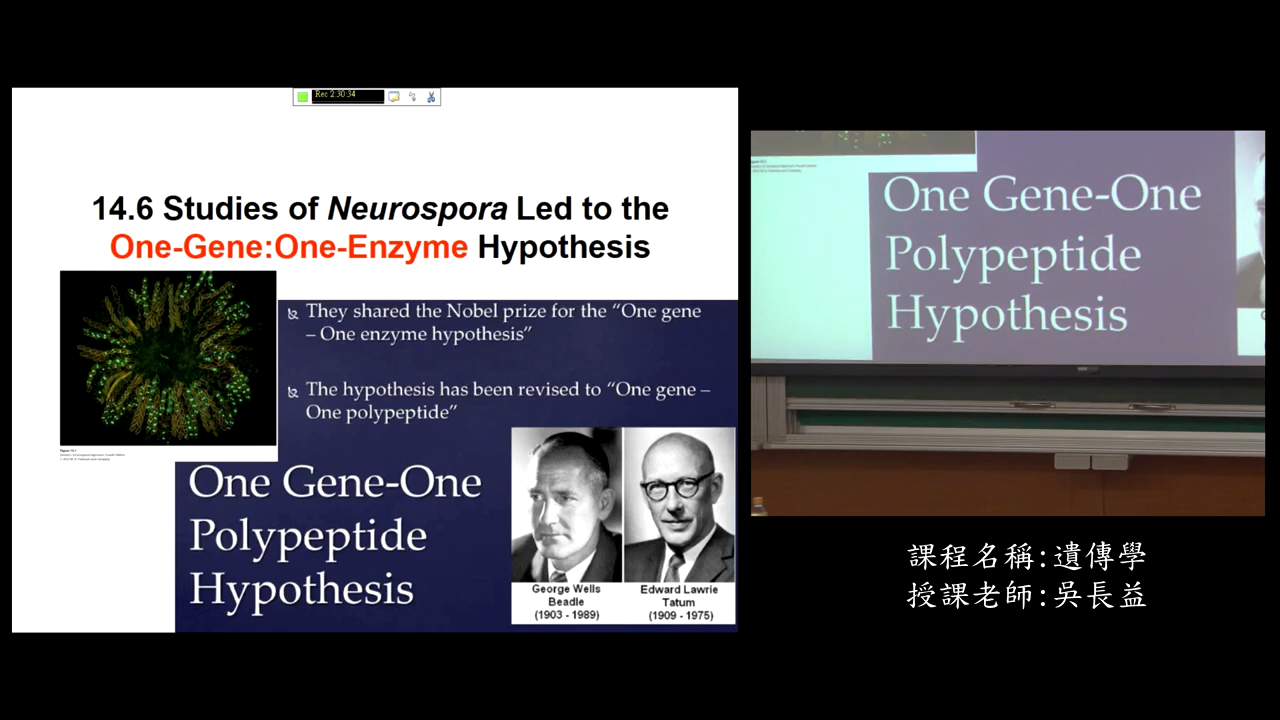 Rec 2:30:34
14.6 Studies of Neurospora Led to the
One-Gene:One-Enzyme Hypothesis
They shared the Nobel prize for the “One gene
– One enzyme hypothesis”
The hypothesis has been revised to “One gene –
One polypeptide”
One Gene-One
Polypeptide
Hypothesis
George Wells
Beadle
(1903 - 1989)
Edward Lawrie
Tatum
(1909 - 1975)
One Gene-One
Polypeptide
Hypothesis
課程名稱:遺傳學
授課老師:吳長益